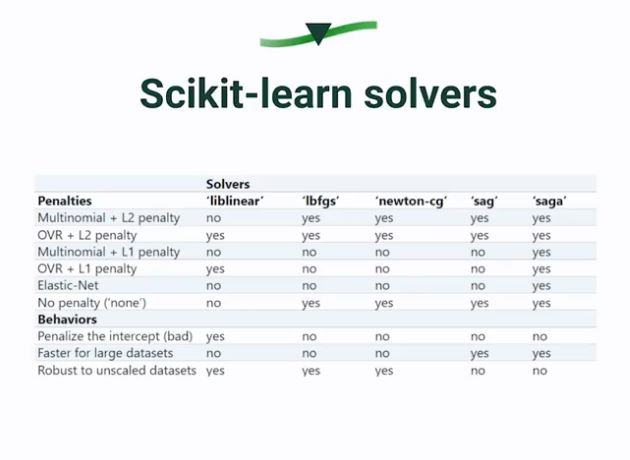 Scikit-learn solvers
Solvers
Penalties 'liblinear' 'lbfgs' 'newton-cg' 'sag' 'saga'
Multinomial + L2 penalty no yes yes yes yes
OVR + L2 penalty yes yes yes yes yes
Multinomial + L1 penalty no no no no yes
OVR + L1 penalty yes no no no yes
Elastic-Net no no no no yes
No penalty ('none') no yes yes yes yes
Behaviors
Penalize the intercept (bad) yes no no no no
Faster for large datasets no no no yes yes
Robust to unscaled datasets yes yes yes no no